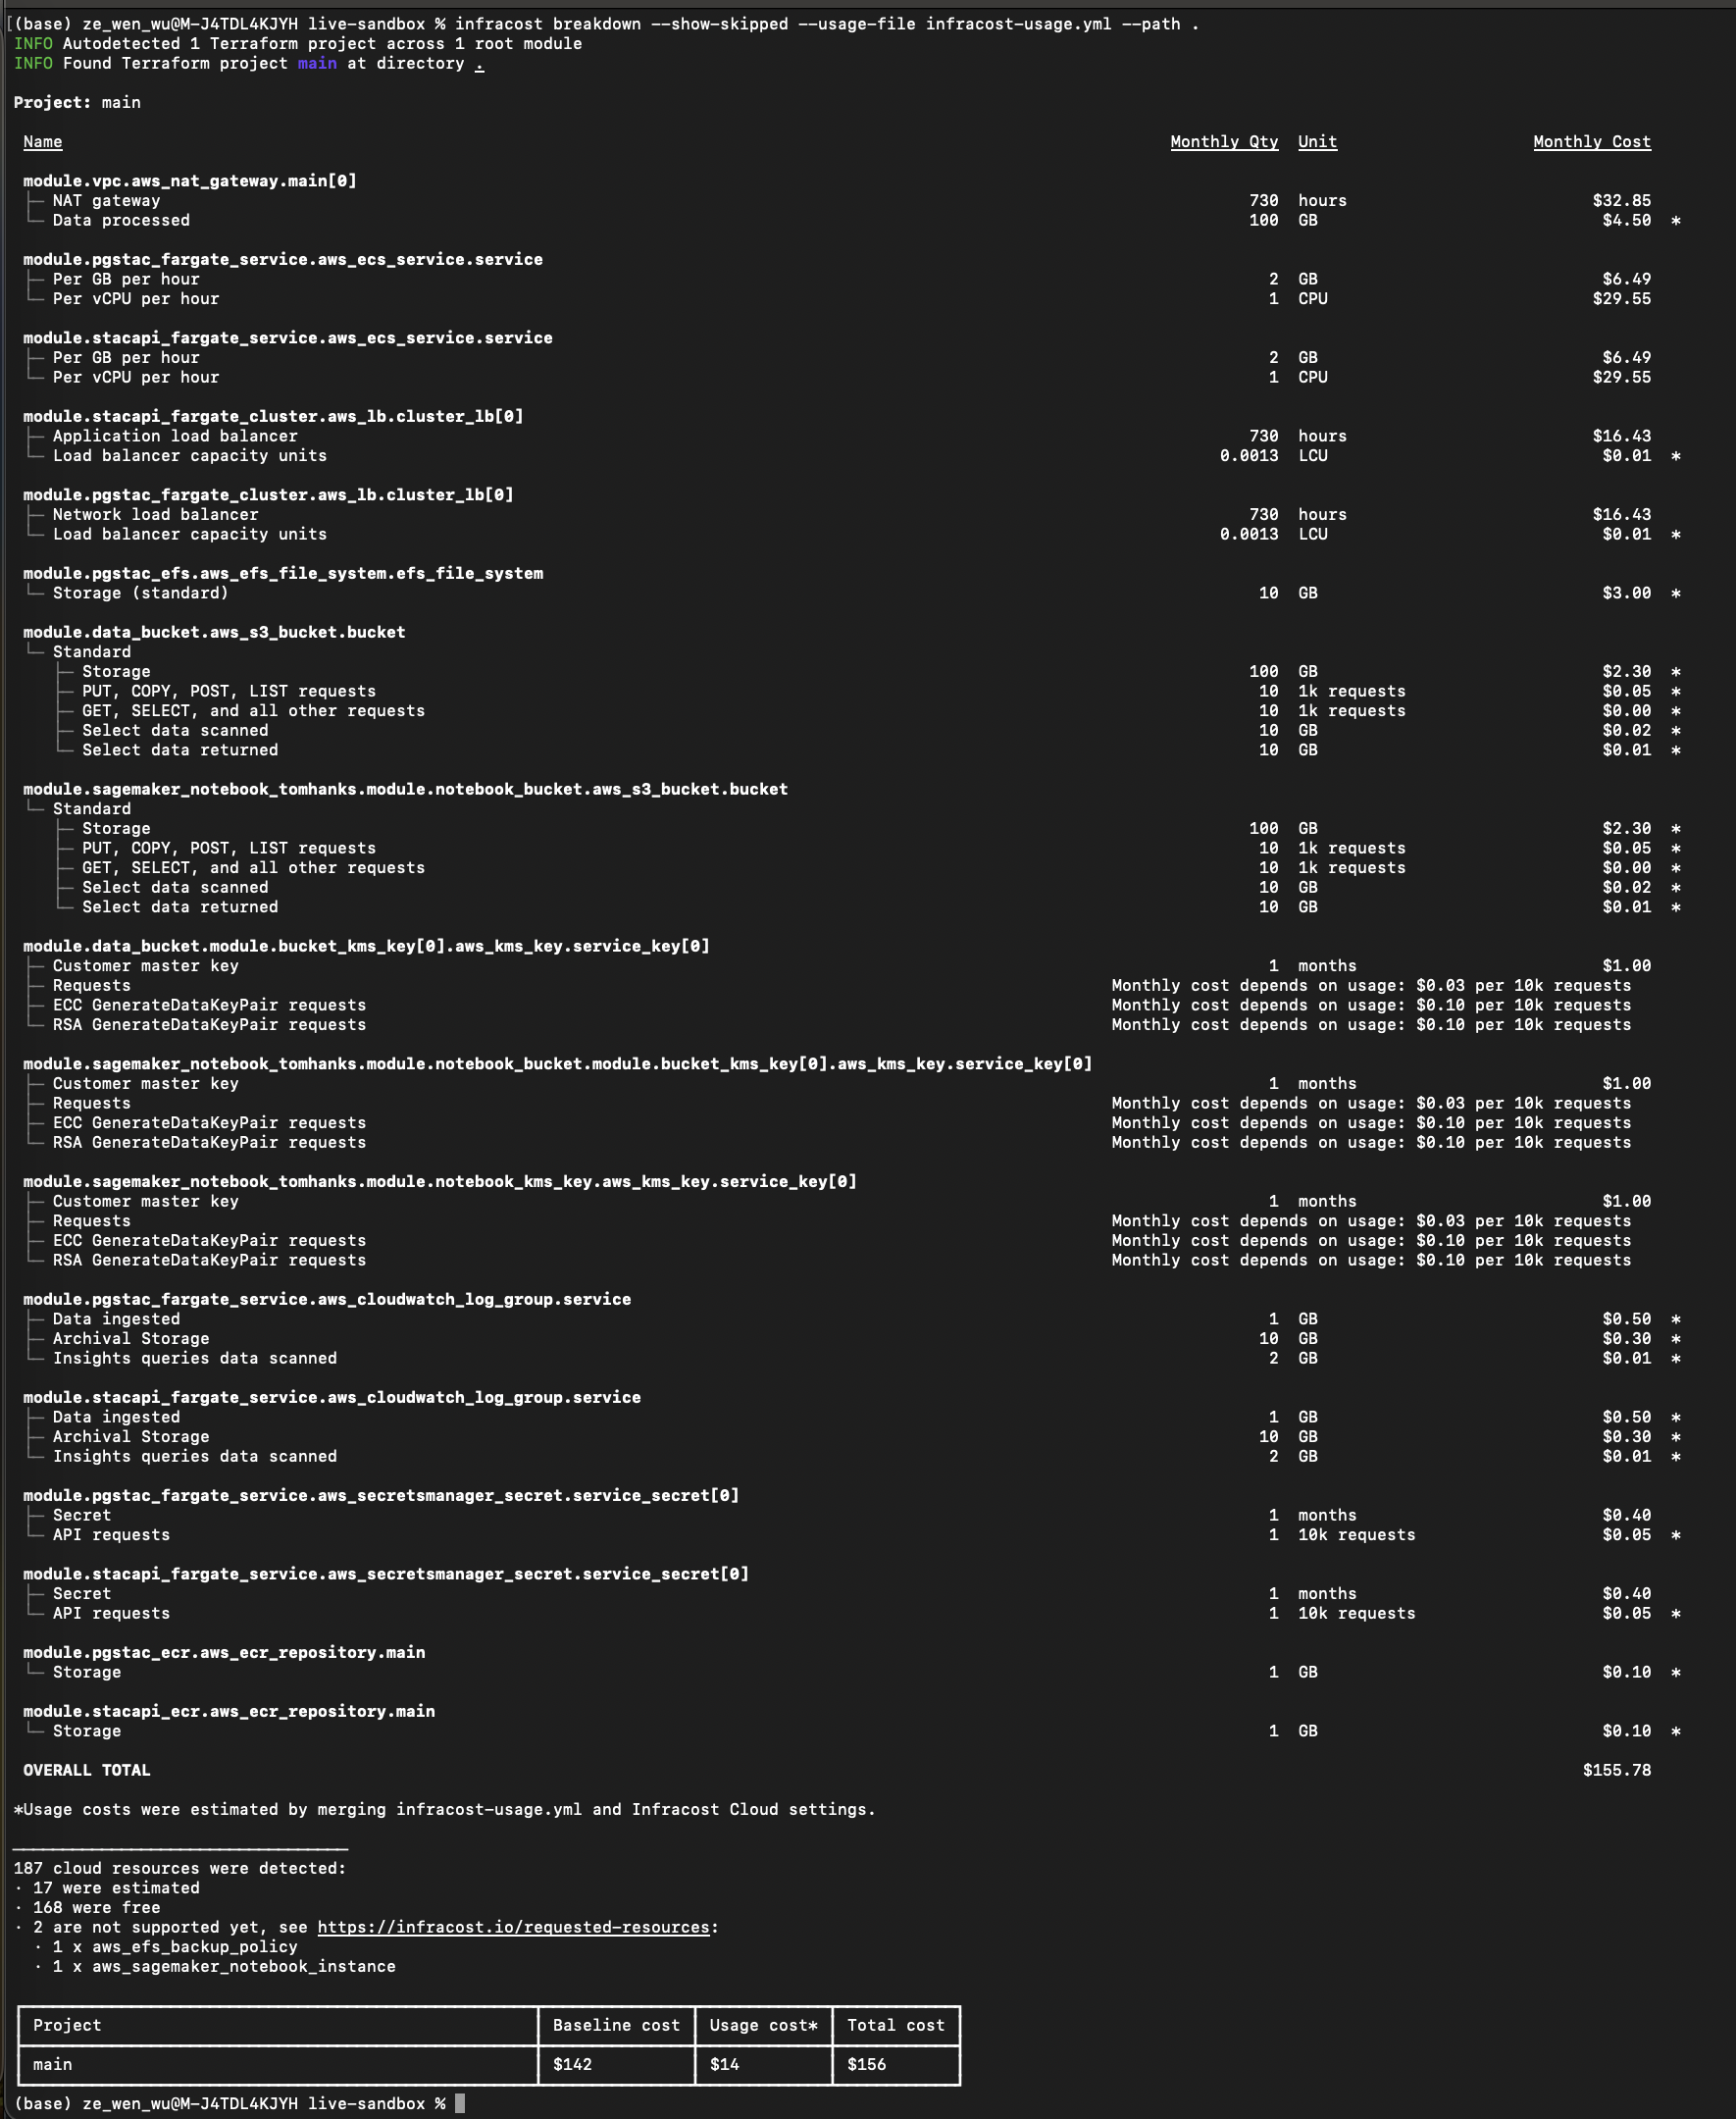 [(base) ze_wen_wu@M-J4TDL4KJYH live-sandbox % infracost breakdown --show-skipped --usage-file infracost-usage.yml --path .
INFO Autodetected 1 Terraform project across 1 root module
INFO Found Terraform project main at directory .
Project: main
Name Monthly Qty Unit Monthly Cost
module.vpc.aws_nat_gateway.main[0]
├─ NAT gateway 730 hours $32.85
└─ Data processed 100 GB $4.50 *
module.pgstac_fargate_service.aws_ecs_service.service
├─ Per GB per hour 2 GB $6.49
└─ Per vCPU per hour 1 CPU $29.55
module.stacapi_fargate_service.aws_ecs_service.service
├─ Per GB per hour 2 GB $6.49
└─ Per vCPU per hour 1 CPU $29.55
module.stacapi_fargate_cluster.aws_lb.cluster_lb[0]
├─ Application load balancer 730 hours $16.43
└─ Load balancer capacity units 0.0013 LCU $0.01 *
module.pgstac_fargate_cluster.aws_lb.cluster_lb[0]
├─ Network load balancer 730 hours $16.43
└─ Load balancer capacity units 0.0013 LCU $0.01 *
module.pgstac_efs.aws_efs_file_system.efs_file_system
└─ Storage (standard) 10 GB $3.00 *
module.data_bucket.aws_s3_bucket.bucket
└─ Standard
├─ Storage 100 GB $2.30 *
├─ PUT, COPY, POST, LIST requests 10 1k requests $0.05 *
├─ GET, SELECT, and all other requests 10 1k requests $0.00 *
├─ Select data scanned 10 GB $0.02 *
└─ Select data returned 10 GB $0.01 *
module.sagemaker_notebook_tomhanks.module.notebook_bucket.aws_s3_bucket.bucket
└─ Standard
├─ Storage 100 GB $2.30 *
├─ PUT, COPY, POST, LIST requests 10 1k requests $0.05 *
├─ GET, SELECT, and all other requests 10 1k requests $0.00 *
├─ Select data scanned 10 GB $0.02 *
└─ Select data returned 10 GB $0.01 *
module.data_bucket.module.bucket_kms_key[0].aws_kms_key.service_key[0]
├─ Customer master key 1 months $1.00
├─ Requests Monthly cost depends on usage: $0.03 per 10k requests
├─ ECC GenerateDataKeyPair requests Monthly cost depends on usage: $0.10 per 10k requests
└─ RSA GenerateDataKeyPair requests Monthly cost depends on usage: $0.10 per 10k requests
module.sagemaker_notebook_tomhanks.module.notebook_bucket.module.bucket_kms_key[0].aws_kms_key.service_key[0]
├─ Customer master key 1 months $1.00
├─ Requests Monthly cost depends on usage: $0.03 per 10k requests
├─ ECC GenerateDataKeyPair requests Monthly cost depends on usage: $0.10 per 10k requests
└─ RSA GenerateDataKeyPair requests Monthly cost depends on usage: $0.10 per 10k requests
module.sagemaker_notebook_tomhanks.module.notebook_kms_key.aws_kms_key.service_key[0]
├─ Customer master key 1 months $1.00
├─ Requests Monthly cost depends on usage: $0.03 per 10k requests
├─ ECC GenerateDataKeyPair requests Monthly cost depends on usage: $0.10 per 10k requests
└─ RSA GenerateDataKeyPair requests Monthly cost depends on usage: $0.10 per 10k requests
module.pgstac_fargate_service.aws_cloudwatch_log_group.service
├─ Data ingested 1 GB $0.50 *
├─ Archival Storage 10 GB $0.30 *
└─ Insights queries data scanned 2 GB $0.01 *
module.stacapi_fargate_service.aws_cloudwatch_log_group.service
├─ Data ingested 1 GB $0.50 *
├─ Archival Storage 10 GB $0.30 *
└─ Insights queries data scanned 2 GB $0.01 *
module.pgstac_fargate_service.aws_secretsmanager_secret.service_secret[0]
├─ Secret 1 months $0.40
└─ API requests 1 10k requests $0.05 *
module.stacapi_fargate_service.aws_secretsmanager_secret.service_secret[0]
├─ Secret 1 months $0.40
└─ API requests 1 10k requests $0.05 *
module.pgstac_ecr.aws_ecr_repository.main
└─ Storage 1 GB $0.10 *
module.stacapi_ecr.aws_ecr_repository.main
└─ Storage 1 GB $0.10 *
OVERALL TOTAL $155.78
*Usage costs were estimated by merging infracost-usage.yml and Infracost Cloud settings.
──────────────────────────────────
187 cloud resources were detected:
∙ 17 were estimated
∙ 168 were free
∙ 2 are not supported yet, see https://infracost.io/requested-resources:
∙ 1 x aws_efs_backup_policy
∙ 1 x aws_sagemaker_notebook_instance
Project Baseline cost Usage cost* Total cost
main $142 $14 $156
(base) ze_wen_wu@M-J4TDL4KJYH live-sandbox %